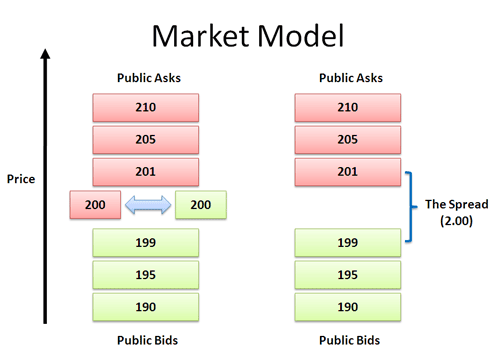 Market Model
Public Asks
210
205
201
200
200
199
195
190
Public Bids
Price
Public Asks
210
205
201
199
195
190
Public Bids
The Spread
(2.00)